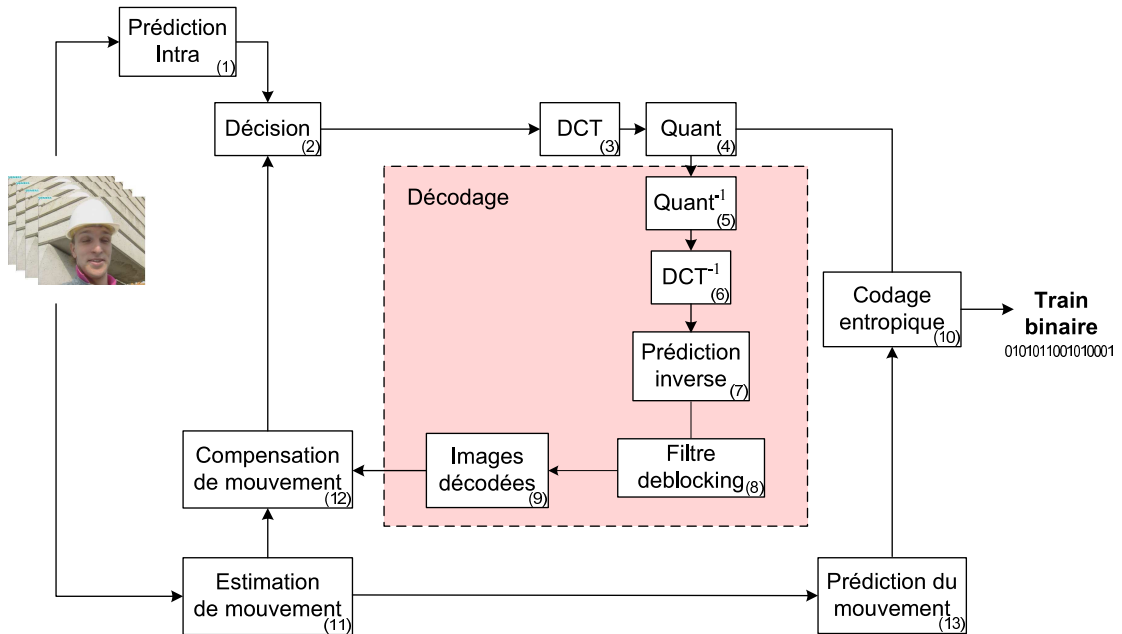 Prédiction
Intra
(1)
Décision
(2)
DCT
(3)
Quant
(4)
Décodage
Quant-1
(5)
DCT-1
(6)
Codage
entropique
(10)
Train
binaire
0101011001010001
Prédiction
inverse
(7)
Compensation
de mouvement
(12)
Images
décodées
(9)
Filtre
deblocking
(8)
Estimation
de mouvement
(11)
Prédiction du
mouvement
(13)